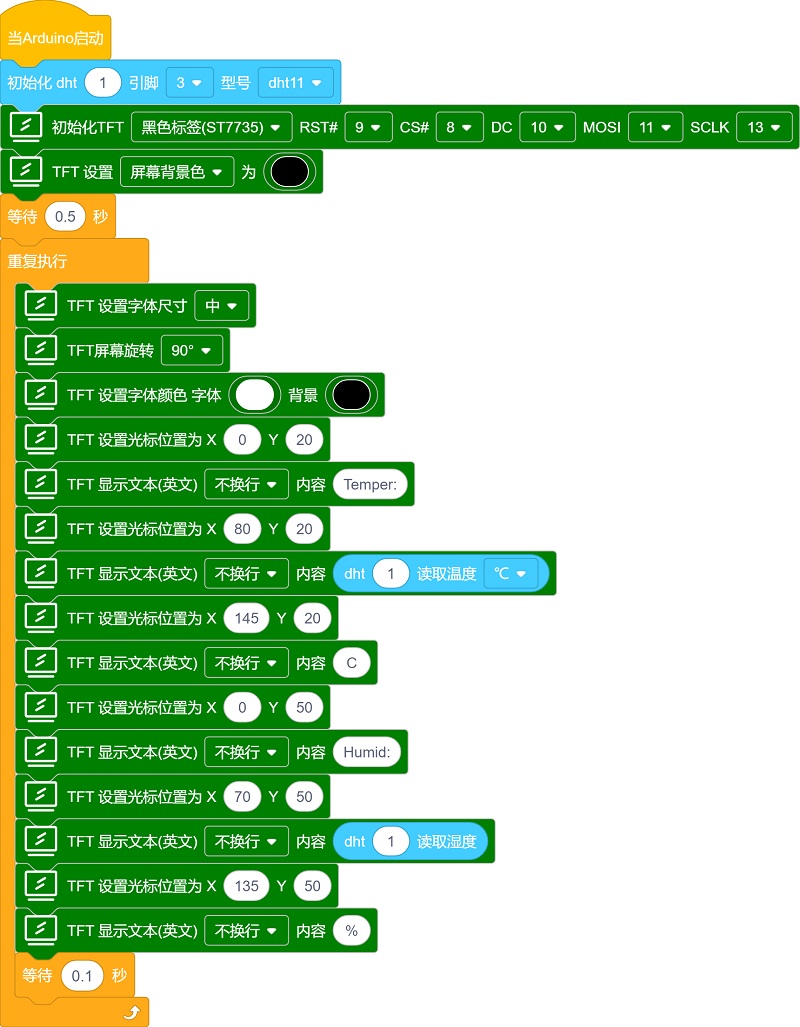 当Arduino启动
初始化 dht 1 引脚 3 型号 dht11
初始化TFT 黑色标签(ST7735) RST# 9 CS# 8 DC 10 MOSI 11 SCLK 13
TFT 设置 屏幕背景色 为
等待 0.5 秒
重复执行
TFT 设置字体尺寸 中
TFT屏幕旋转 90°
TFT 设置字体颜色 字体 背景
TFT 设置光标位置为 X 0 Y 20
TFT 显示文本(英文) 不换行 内容 Temper:
TFT 设置光标位置为 X 80 Y 20
TFT 显示文本(英文) 不换行 内容 dht 1 读取温度 ℃
TFT 设置光标位置为 X 145 Y 20
TFT 显示文本(英文) 不换行 内容 C
TFT 设置光标位置为 X 0 Y 50
TFT 显示文本(英文) 不换行 内容 Humid:
TFT 设置光标位置为 X 70 Y 50
TFT 显示文本(英文) 不换行 内容 dht 1 读取湿度
TFT 设置光标位置为 X 135 Y 50
TFT 显示文本(英文) 不换行 内容 %
等待 0.1 秒